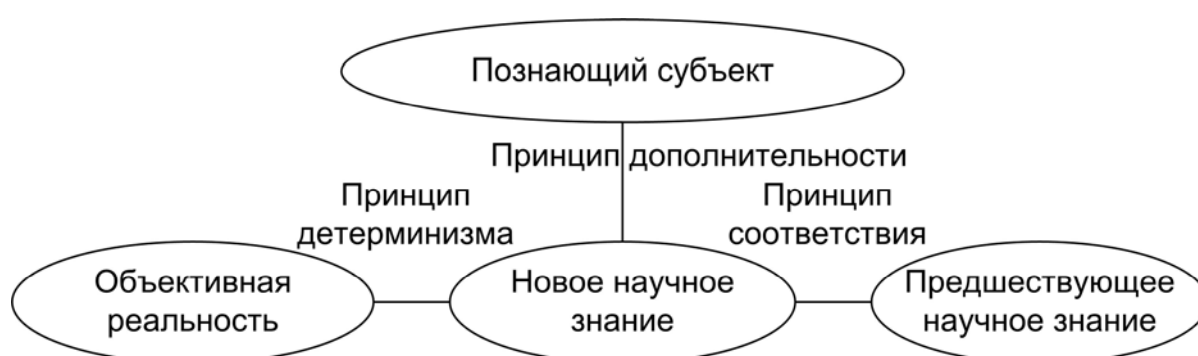 Познающий субъект
Принцип дополнительности
Принцип
детерминизма
Принцип
соответствия
Объективная
реальность
Новое научное
знание
Предшествующее
научное знание